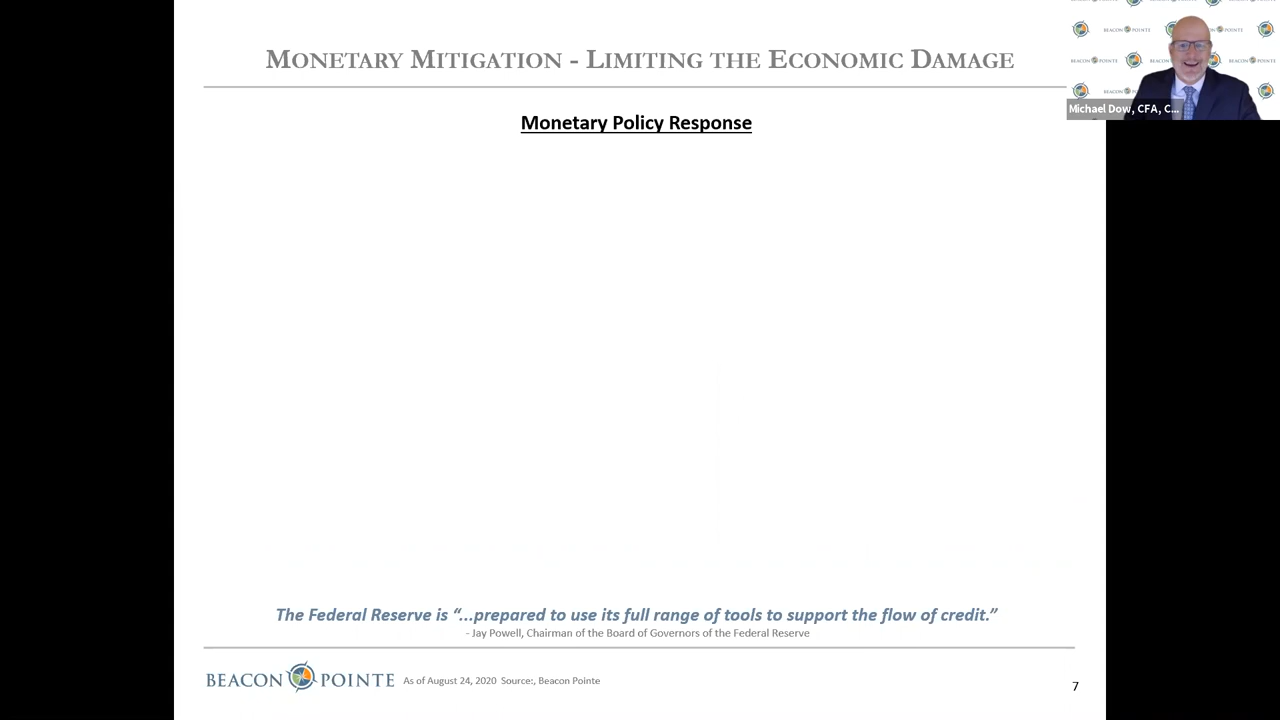 MONETARY MITIGATION - LIMITING THE ECONOMIC DAMAGE
Monetary Policy Response
Michael Dow, CFA, C...
The Federal Reserve is “...prepared to use its full range of tools to support the flow of credit.”
- Jay Powell, Chairman of the Board of Governors of the Federal Reserve
BEACON POINTE
As of August 24, 2020 Source:, Beacon Pointe
7